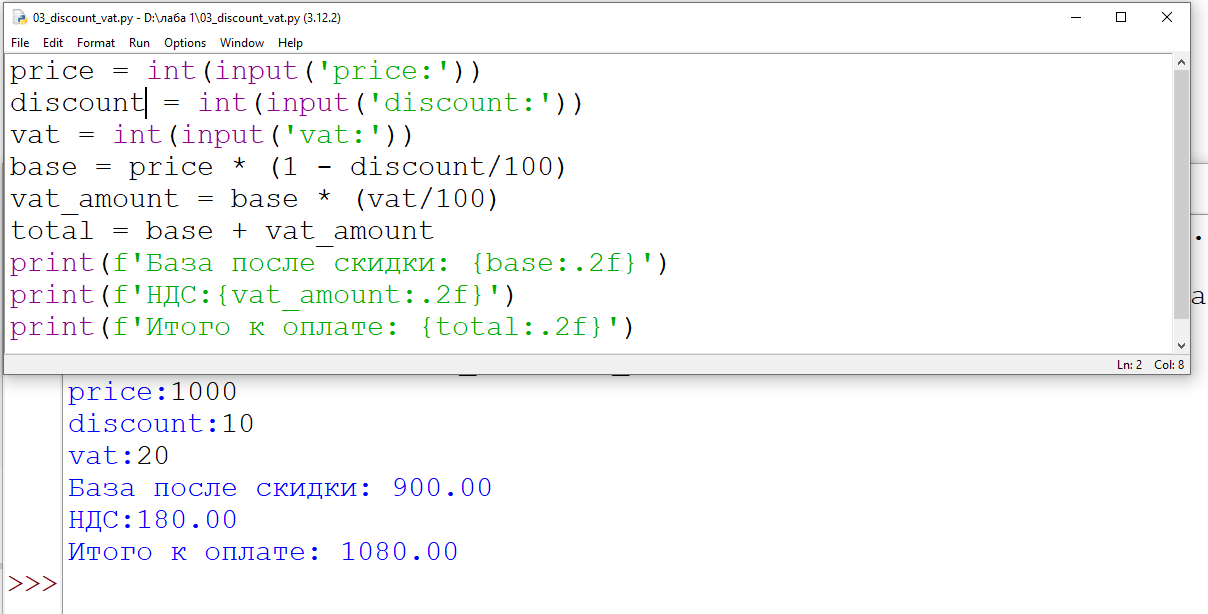 03_discount_vat.py - D:\лаба 1\03_discount_vat.py (3.12.2)
File Edit Format Run Options Window Help
price = int(input('price:'))
discount = int(input('discount:'))
vat = int(input('vat:'))
base = price * (1 - discount/100)
vat_amount = base * (vat/100)
total = base + vat_amount
print(f'База после скидки: {base:.2f}')
print(f'НДС:{vat_amount:.2f}')
print(f'Итого к оплате: {total:.2f}')
Ln: 2 Col: 8
price:1000
discount:10
vat:20
База после скидки: 900.00
НДС:180.00
Итого к оплате: 1080.00
>>>